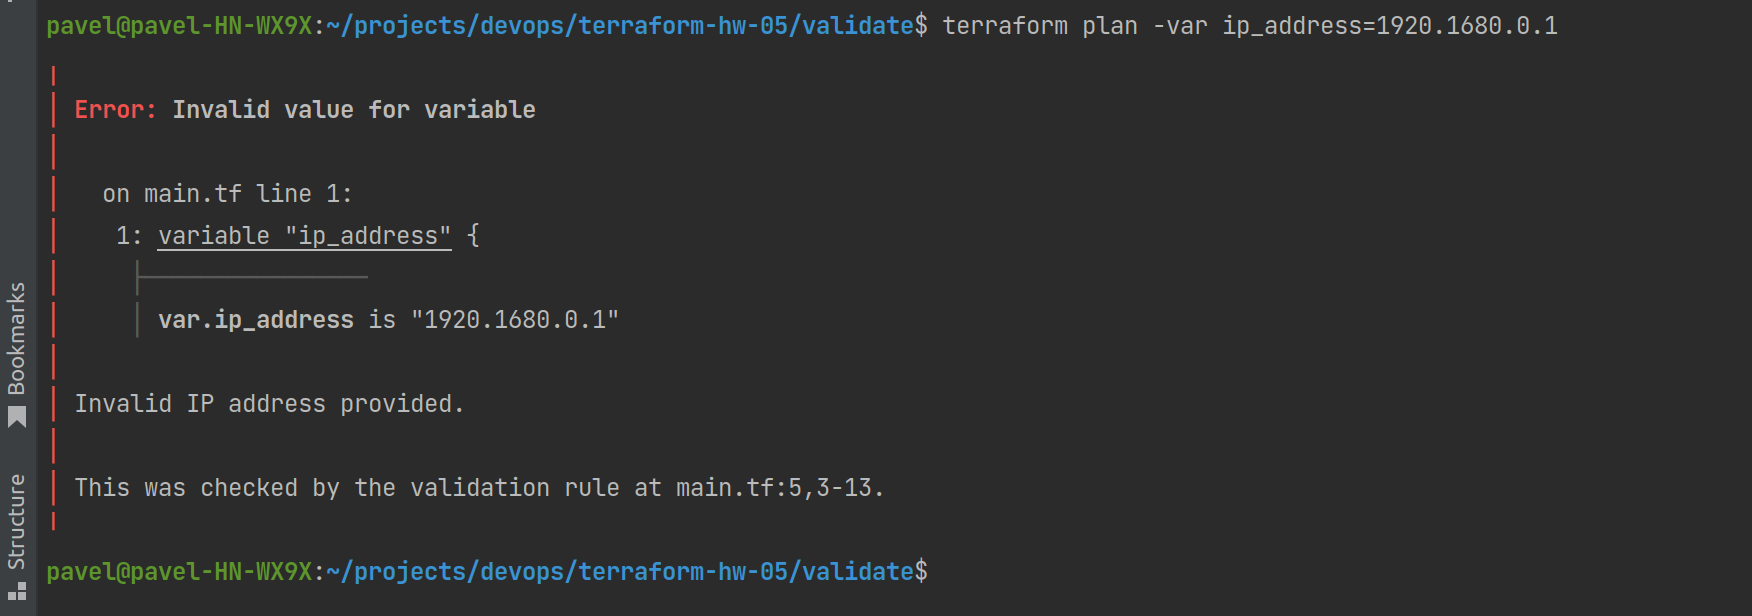 pavel@pavel-HN-WX9X:~/projects/devops/terraform-hw-05/validate$ terraform plan -var ip_address=1920.1680.0.1
Error: Invalid value for variable
on main.tf line 1:
1: variable "ip_address" {
var.ip_address is "1920.1680.0.1"
Invalid IP address provided.
This was checked by the validation rule at main.tf:5,3-13.
pavel@pavel-HN-WX9X:~/projects/devops/terraform-hw-05/validate$
Bookmarks
Structure